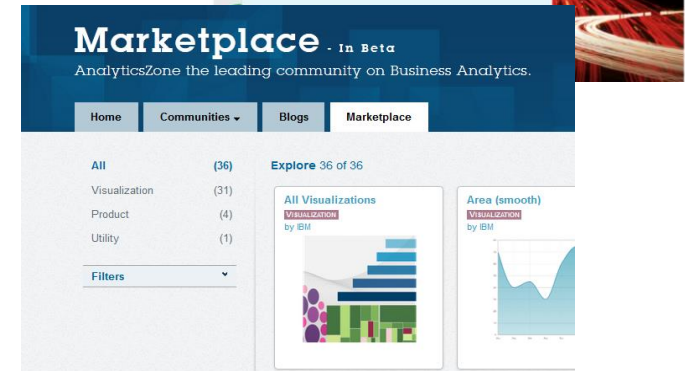 Marketplace - In Beta
AnalyticsZone the leading community on Business Analytics.
Home Communities Blogs Marketplace
All (36)
Visualization (31)
Product (4)
Utility (1)
Filters
Explore 36 of 36
All Visualizations
VISUALIZATION
by IBM
Area (smooth)
VISUALIZATION
by IBM